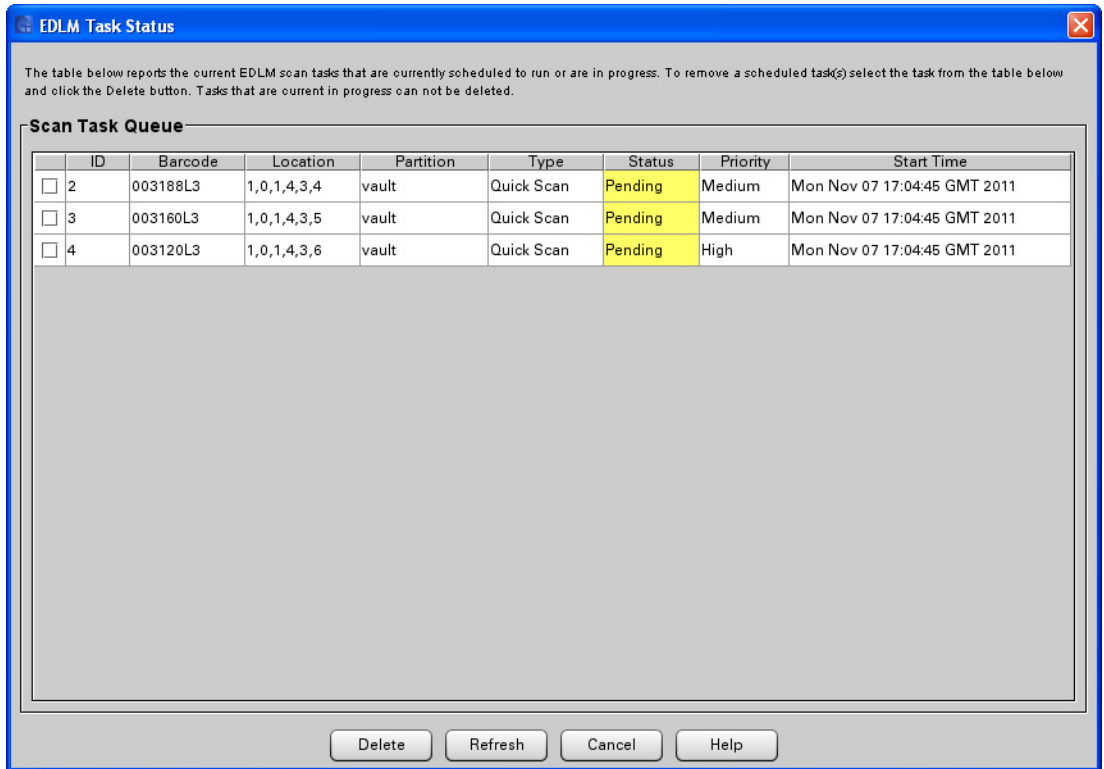 EDLM Task Status
The table below reports the current EDLM scan tasks that are currently scheduled to run or are in progress. To remove a scheduled task(s) select the task from the table below
and click the Delete button. Tasks that are current in progress can not be deleted.
Scan Task Queue
ID Barcode Location Partition Type Status Priority Start Time
2 003188L3 1,0,1,4,3,4 vault Quick Scan Pending Medium Mon Nov 07 17:04:45 GMT 2011
3 003160L3 1,0,1,4,3,5 vault Quick Scan Pending Medium Mon Nov 07 17:04:45 GMT 2011
4 003120L3 1,0,1,4,3,6 vault Quick Scan Pending High Mon Nov 07 17:04:45 GMT 2011
Delete Refresh Cancel Help